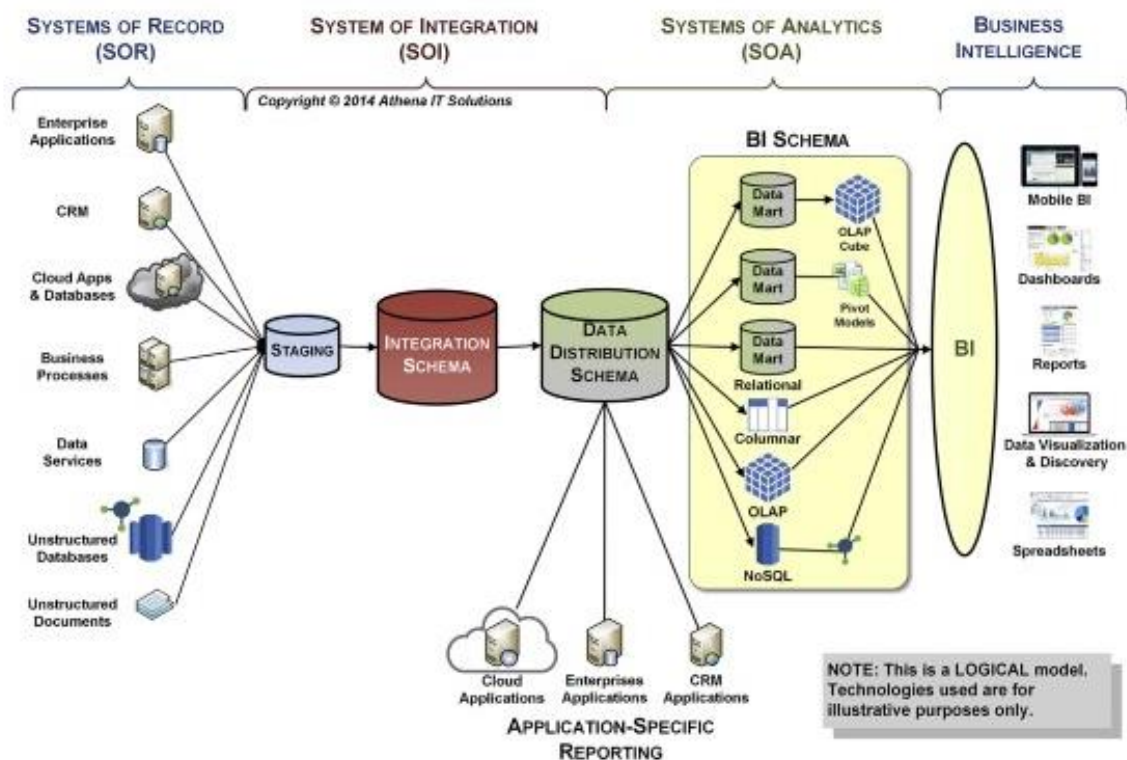 SYSTEMS OF RECORD
(SOR)
SYSTEM OF INTEGRATION
(SOI)
SYSTEMS OF ANALYTICS
(SOA)
BUSINESS
INTELLIGENCE
Copyright © 2014 Athena IT Solutions
Enterprise
Applications
CRM
Cloud Apps
& Databases
Business
Processes
Data
Services
Unstructured
Databases
Unstructured
Documents
STAGING
INTEGRATION
SCHEMA
DATA
DISTRIBUTION
SCHEMA
BI SCHEMA
Data
Mart
OLAP
Cube
Data
Mart
Pivot
Models
Data
Mart
Relational
Columnar
OLAP
NoSQL
BI
Mobile BI
Dashboards
Reports
Data Visualization
& Discovery
Spreadsheets
Cloud
Applications
Enterprises
Applications
CRM
Applications
APPLICATION-SPECIFIC
REPORTING
NOTE: This is a LOGICAL model.
Technologies used are for
illustrative purposes only.